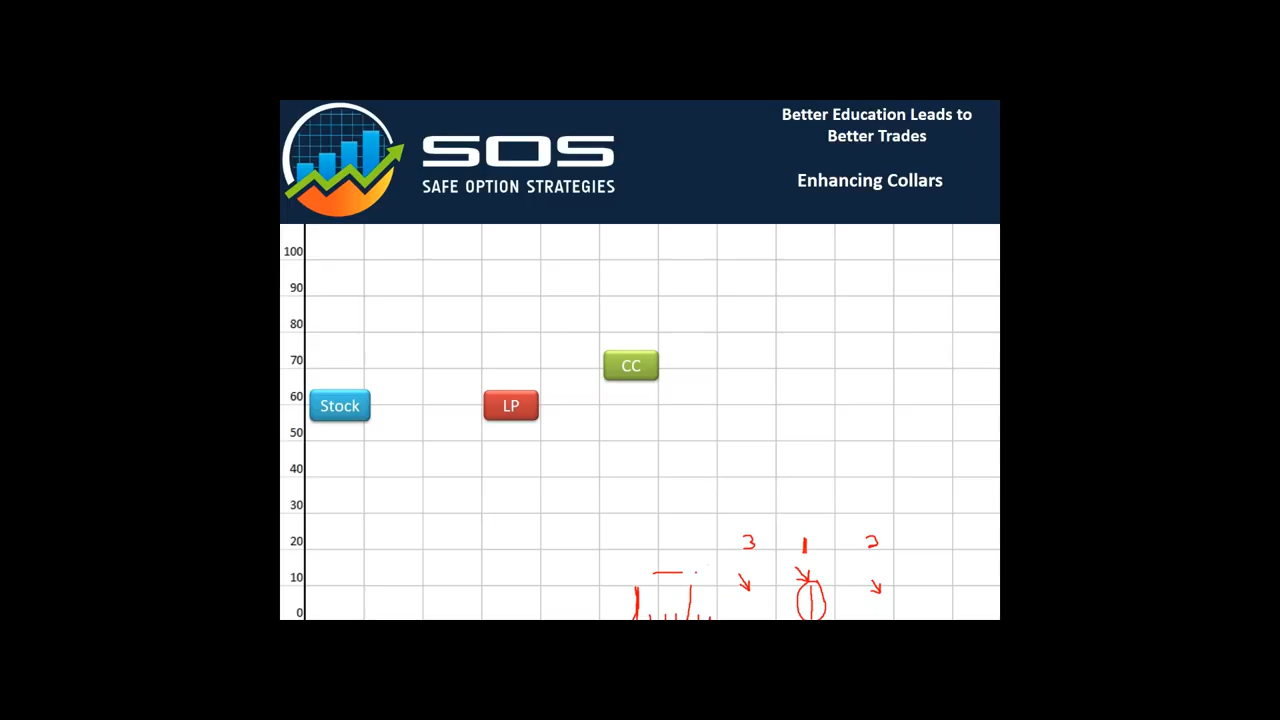 Better Education Leads to
Better Trades
SOS
SAFE OPTION STRATEGIES
Enhancing Collars
100
90
80
70
CC
60
Stock
LP
50
40
30
20
3 1 2
10
0